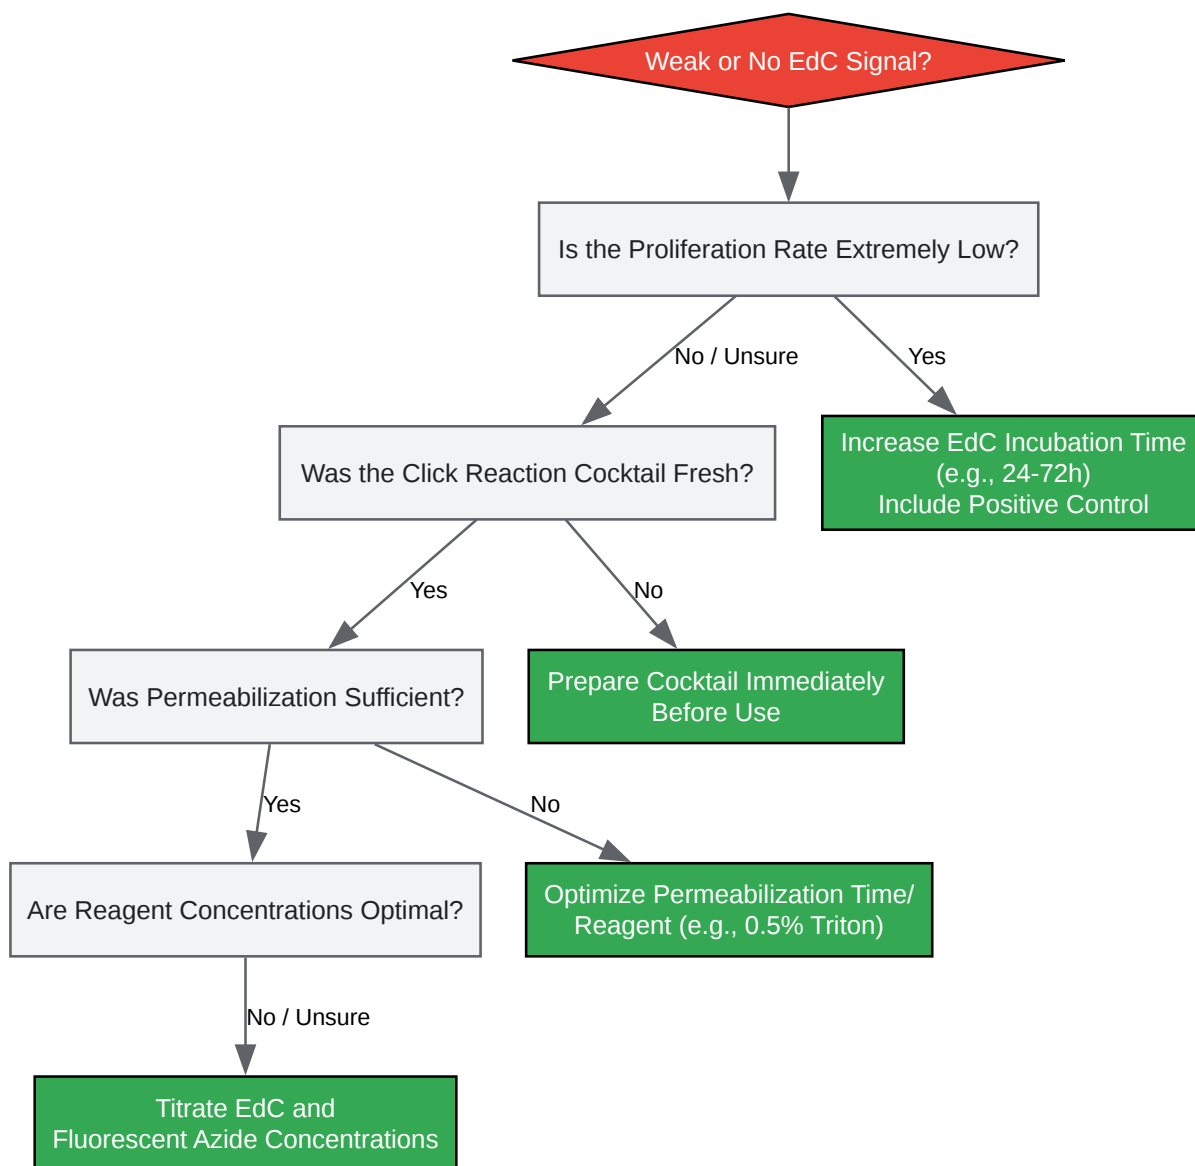 Weak or No EdC Signal?
Is the Proliferation Rate Extremely Low?
No / Unsure
Yes
Was the Click Reaction Cocktail Fresh?
Increase EdC Incubation Time
(e.g., 24-72h)
Include Positive Control
Yes
No
Was Permeabilization Sufficient?
Prepare Cocktail Immediately
Before Use
Yes
No
Are Reagent Concentrations Optimal?
Optimize Permeabilization Time/
Reagent (e.g., 0.5% Triton)
No / Unsure
Titrate EdC and
Fluorescent Azide Concentrations